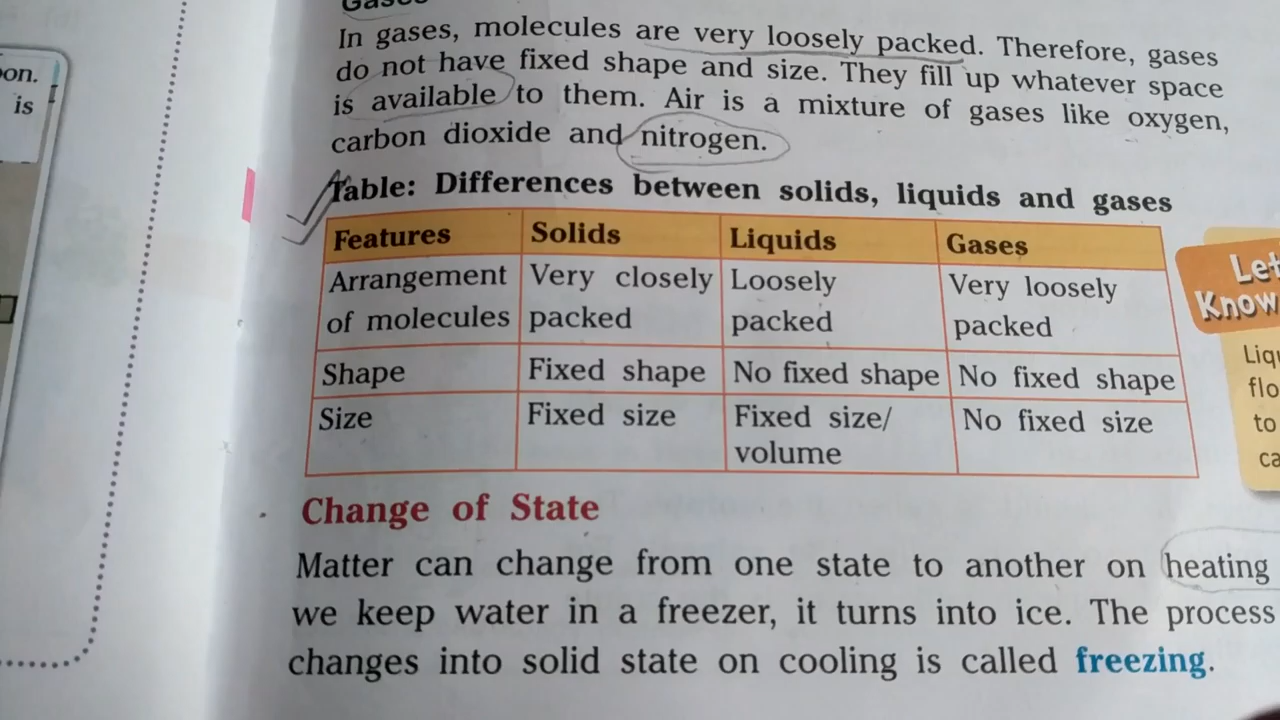 Gases
In gases, molecules are very loosely packed. Therefore, gases
do not have fixed shape and size. They fill up whatever space
is available to them. Air is a mixture of gases like oxygen,
carbon dioxide and nitrogen.
Table: Differences between solids, liquids and gases
Features Solids Liquids Gases
Arrangement of molecules Very closely packed Loosely packed Very loosely packed
Shape Fixed shape No fixed shape No fixed shape
Size Fixed size Fixed size/ volume No fixed size
Change of State
Matter can change from one state to another on heating
we keep water in a freezer, it turns into ice. The process
changes into solid state on cooling is called freezing.
is
Let
Know
to